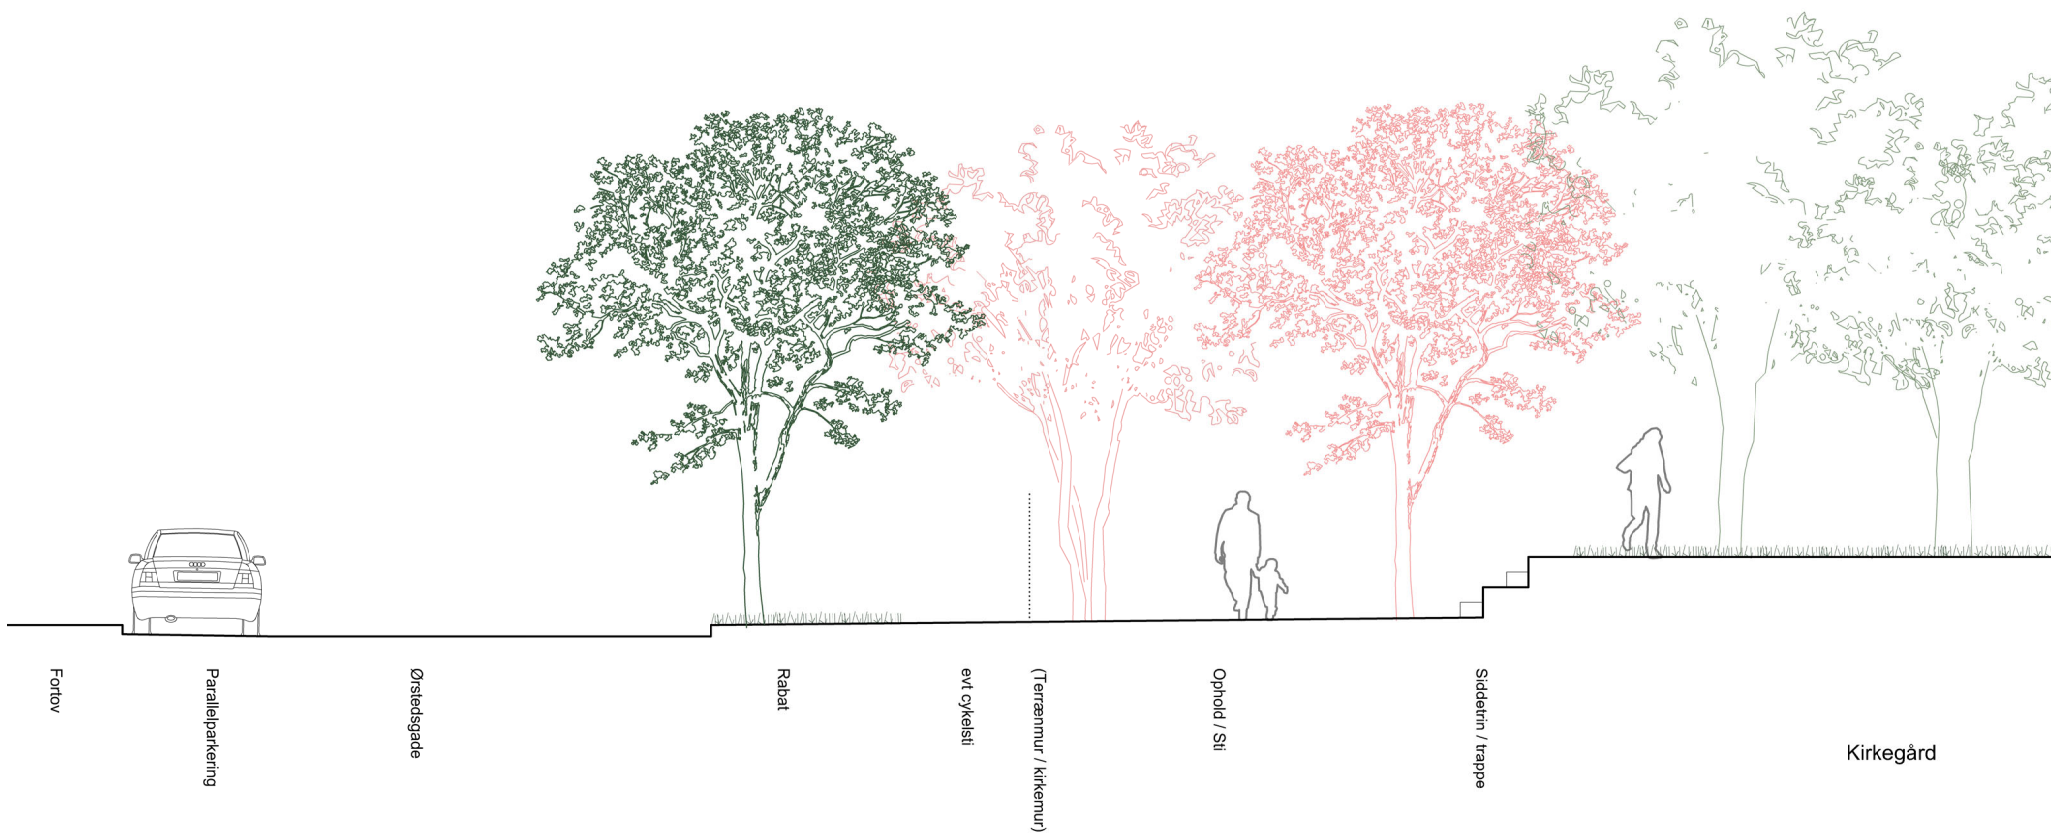 Fortov
Parallelparkering
Ørstedsgade
Rabat
evt cykelsti
(Terrænmur / kirkemur)
Ophold / Sti
Siddetrin / trappe
Kirkegård